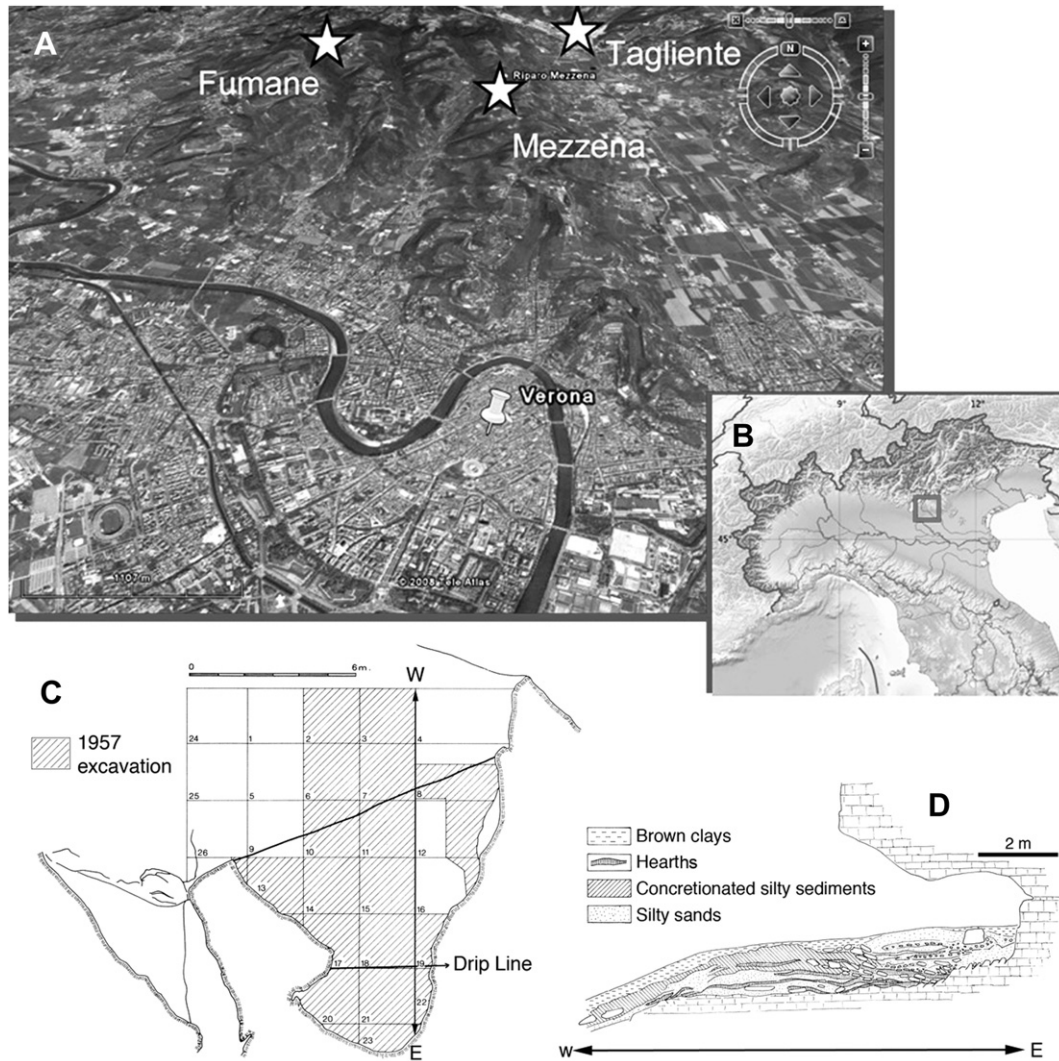 A
Fumane
Tagliente
Riparo Mezzena
Mezzena
N
Verona
1107 m
© 2008 Tele Atlas
B
9°
12°
45°
C
0 6 m.
W
1957
excavation
24 1 2 3 4
25 5 6 7 8
26 9 10 11 12
13 14 15 16
17 18 19
Drip Line
22
20 21
23
E
D
Brown clays
2 m
Hearths
Concretionated silty sediments
Silty sands
W E